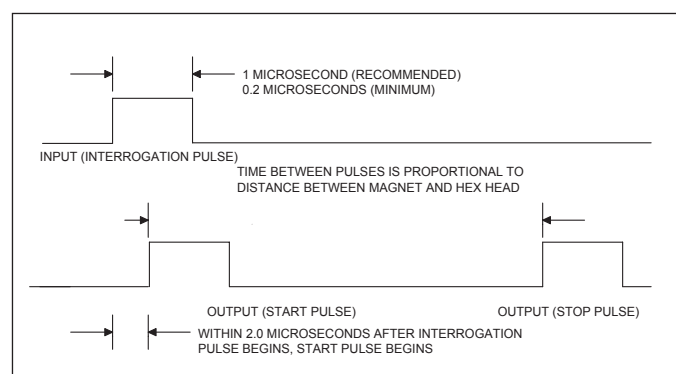 1 MICROSECOND (RECOMMENDED)
0.2 MICROSECONDS (MINIMUM)
INPUT (INTERROGATION PULSE)
TIME BETWEEN PULSES IS PROPORTIONAL TO
DISTANCE BETWEEN MAGNET AND HEX HEAD
OUTPUT (START PULSE)
OUTPUT (STOP PULSE)
WITHIN 2.0 MICROSECONDS AFTER INTERROGATION
PULSE BEGINS, START PULSE BEGINS